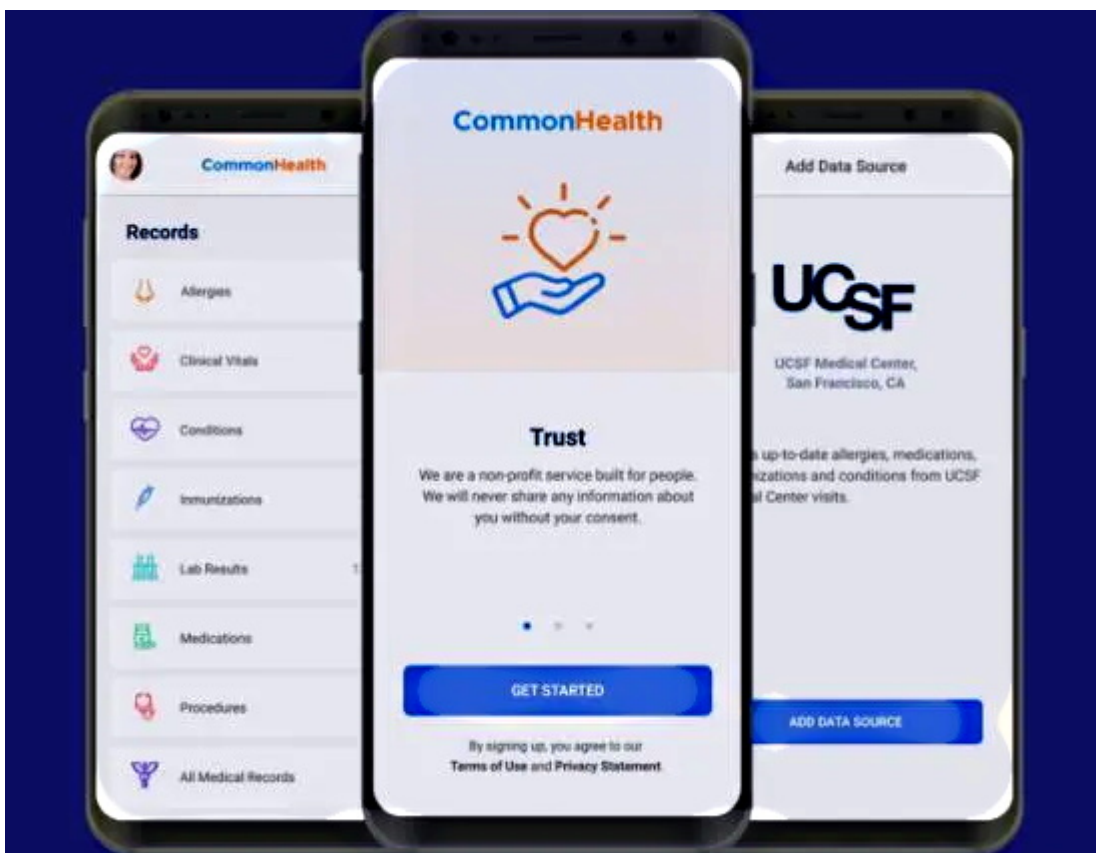 CommonHealth
Records
Allergies
Clinical Vitals
Conditions
Immunizations
Lab Results
Medications
Procedures
All Medical Records
CommonHealth
Trust
We are a non-profit service built for people.
We will never share any information about
you without your consent.
GET STARTED
By signing up, you agree to our
Terms of Use and Privacy Statement
Add Data Source
UCSF
UCSF Medical Center,
San Francisco, CA
up-to-date allergies, medications,
and conditions from UCSF
Center visits.
ADD DATA SOURCE